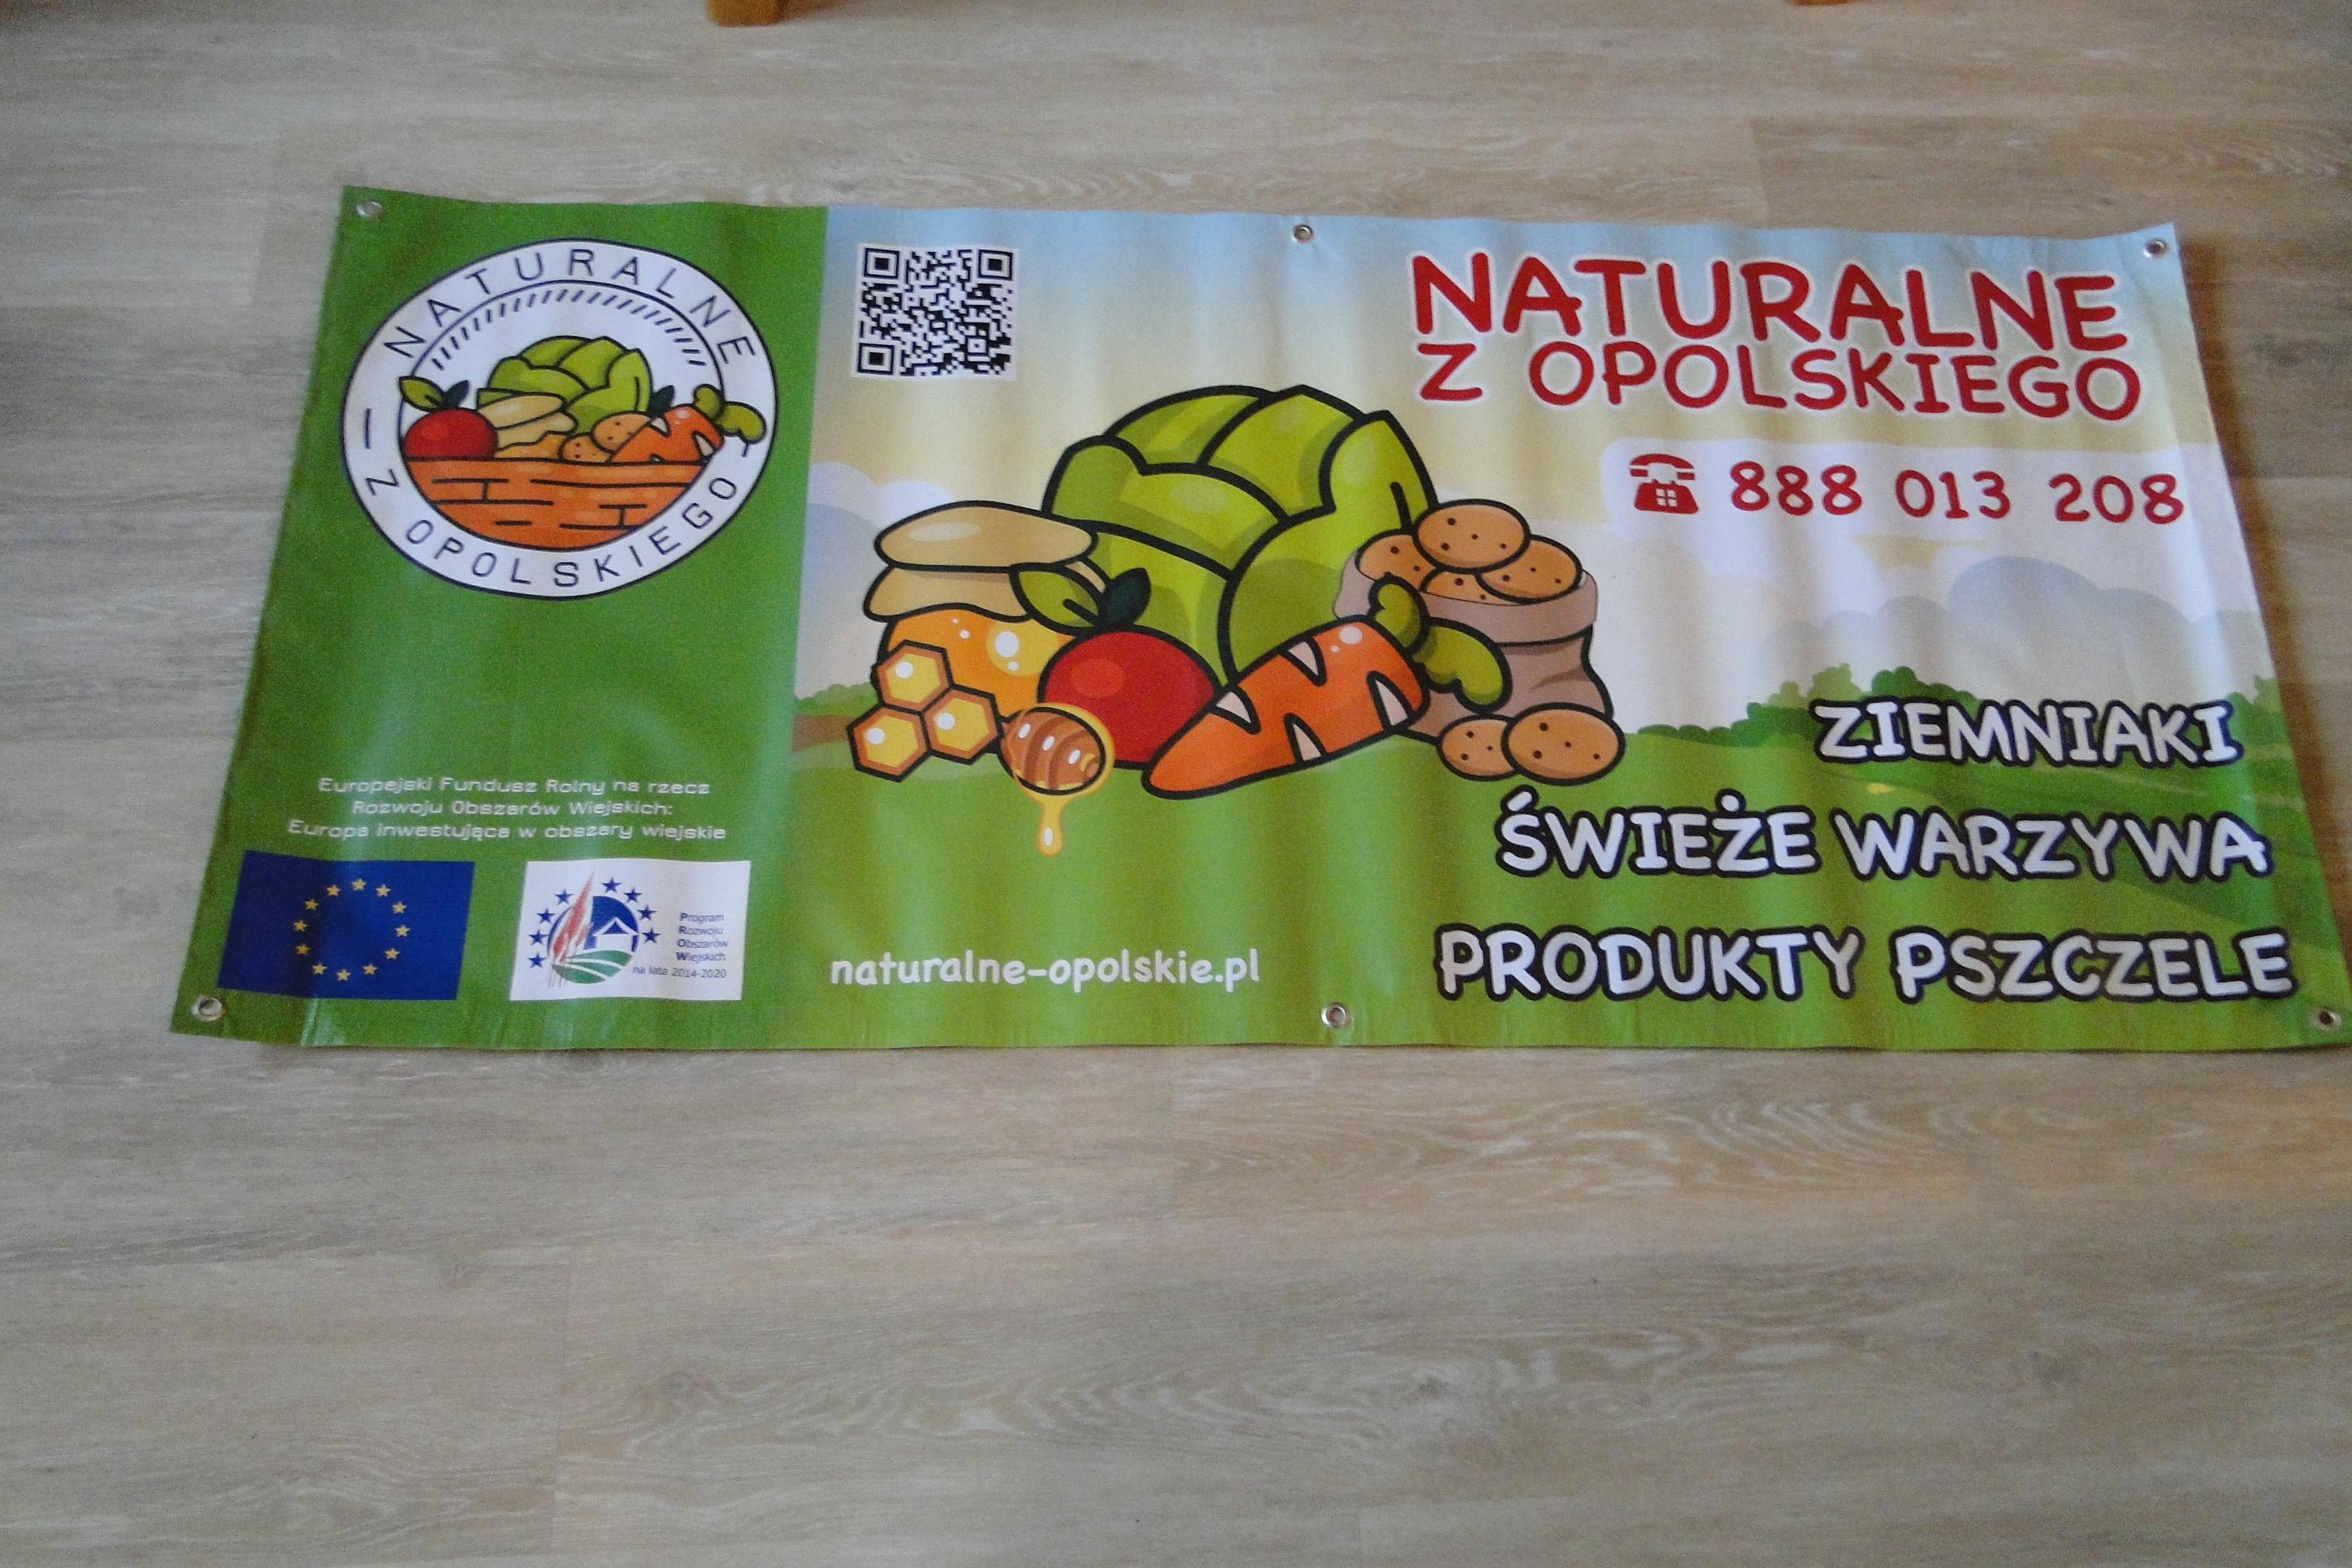 NATURALNE
Z OPOLSKIEGO
Europejski Fundusz Rolny na rzecz
Rozwoju Obszarów Wiejskich:
Europa inwestująca w obszary wiejskie
Program
Rozwoju
Obszarów
Wiejskich
na lata 2014-2020
NATURALNE
Z OPOLSKIEGO
888 013 208
ZIEMNIAKI
ŚWIEŻE WARZYWA
PRODUKTY PSZCZELE
naturalne-opolskie.pl